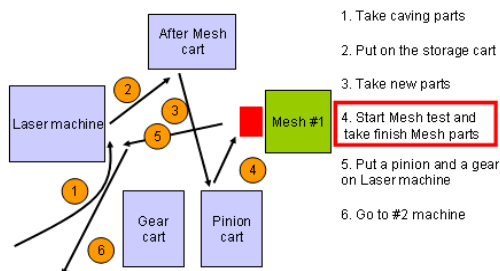 After Mesh
cart
1. Take caving parts
2. Put on the storage cart
3. Take new parts
4. Start Mesh test and
take finish Mesh parts
5. Put a pinion and a gear
on Laser machine
6. Go to #2 machine
Laser machine
Mesh #1
Gear
cart
Pinion
cart
1
2
3
4
5
6